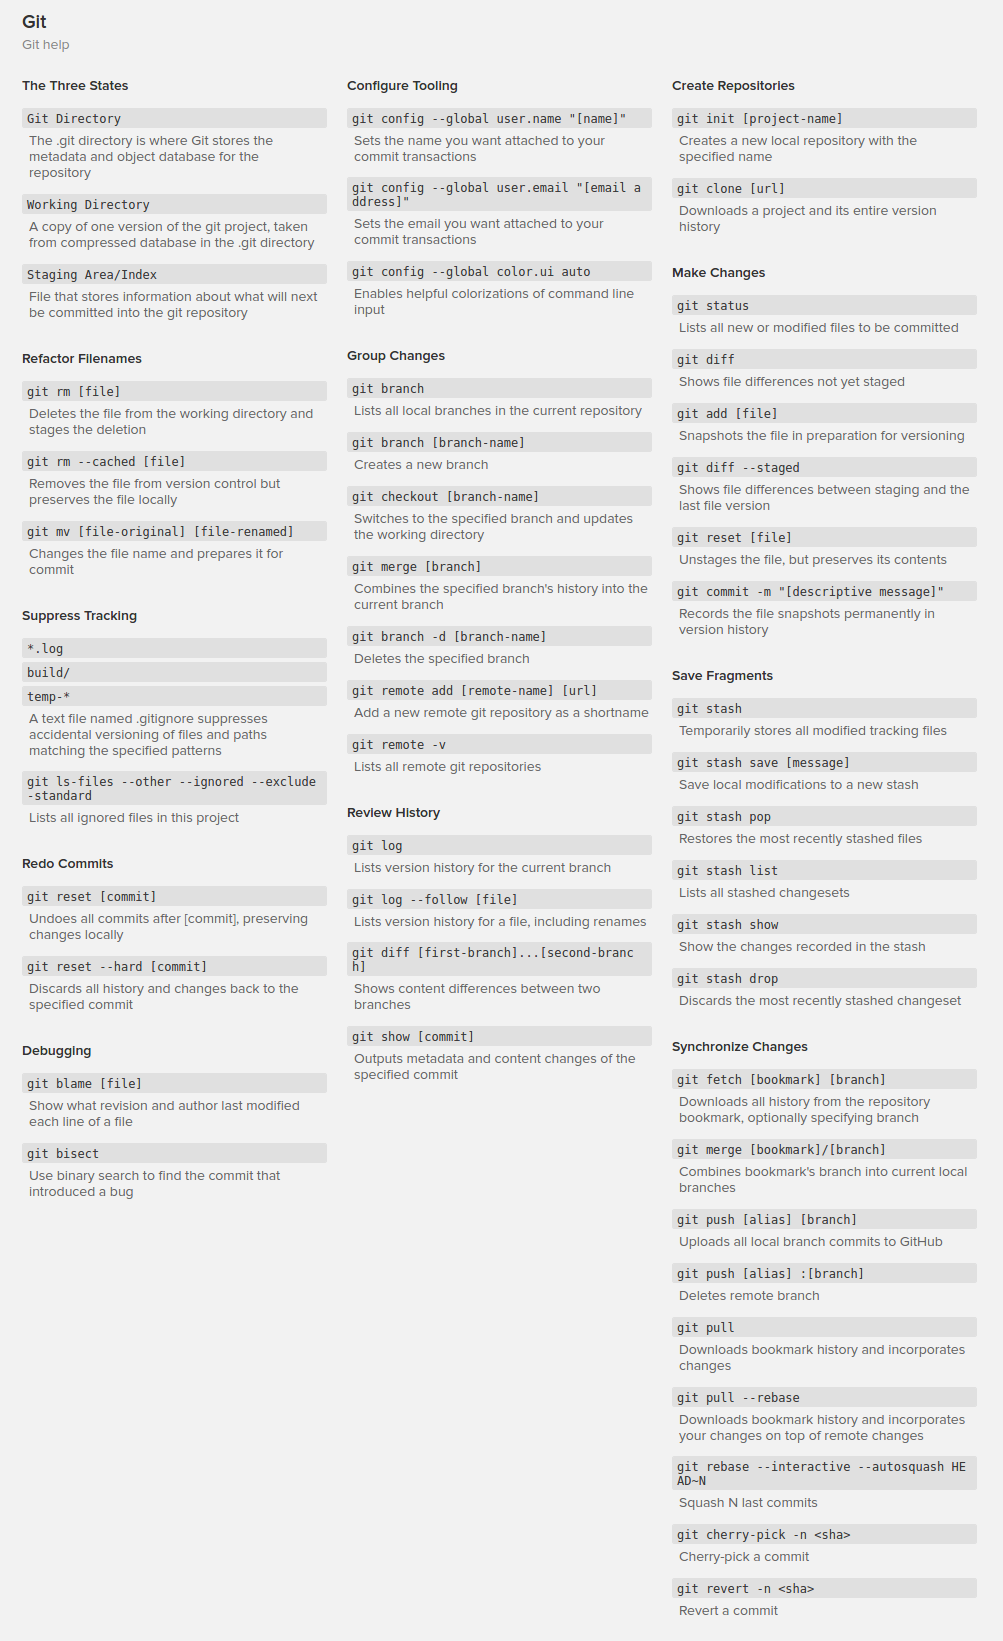 Git
Git help
The Three States
Git Directory
The .git directory is where Git stores the
metadata and object database for the
repository
Working Directory
A copy of one version of the git project, taken
from compressed database in the .git directory
Staging Area/Index
File that stores information about what will next
be committed into the git repository
Refactor Filenames
git rm [file]
Deletes the file from the working directory and
stages the deletion
git rm --cached [file]
Removes the file from version control but
preserves the file locally
git mv [file-original] [file-renamed]
Changes the file name and prepares it for
commit
Suppress Tracking
*.log
build/
temp-*
A text file named .gitignore suppresses
accidental versioning of files and paths
matching the specified patterns
git ls-files --other --ignored --exclude
-standard
Lists all ignored files in this project
Redo Commits
git reset [commit]
Undoes all commits after [commit], preserving
changes locally
git reset --hard [commit]
Discards all history and changes back to the
specified commit
Debugging
git blame [file]
Show what revision and author last modified
each line of a file
git bisect
Use binary search to find the commit that
introduced a bug
Configure Tooling
git config --global user.name "[name]"
Sets the name you want attached to your
commit transactions
git config --global user.email "[email a
ddress]"
Sets the email you want attached to your
commit transactions
git config --global color.ui auto
Enables helpful colorizations of command line
input
Group Changes
git branch
Lists all local branches in the current repository
git branch [branch-name]
Creates a new branch
git checkout [branch-name]
Switches to the specified branch and updates
the working directory
git merge [branch]
Combines the specified branch's history into the
current branch
git branch -d [branch-name]
Deletes the specified branch
git remote add [remote-name] [url]
Add a new remote git repository as a shortname
git remote -v
Lists all remote git repositories
Review History
git log
Lists version history for the current branch
git log --follow [file]
Lists version history for a file, including renames
git diff [first-branch]...[second-branc
h]
Shows content differences between two
branches
git show [commit]
Outputs metadata and content changes of the
specified commit
Create Repositories
git init [project-name]
Creates a new local repository with the
specified name
git clone [url]
Downloads a project and its entire version
history
Make Changes
git status
Lists all new or modified files to be committed
git diff
Shows file differences not yet staged
git add [file]
Snapshots the file in preparation for versioning
git diff --staged
Shows file differences between staging and the
last file version
git reset [file]
Unstages the file, but preserves its contents
git commit -m "[descriptive message]"
Records the file snapshots permanently in
version history
Save Fragments
git stash
Temporarily stores all modified tracking files
git stash save [message]
Save local modifications to a new stash
git stash pop
Restores the most recently stashed files
git stash list
Lists all stashed changesets
git stash show
Show the changes recorded in the stash
git stash drop
Discards the most recently stashed changeset
Synchronize Changes
git fetch [bookmark] [branch]
Downloads all history from the repository
bookmark, optionally specifying branch
git merge [bookmark]/[branch]
Combines bookmark's branch into current local
branches
git push [alias] [branch]
Uploads all local branch commits to GitHub
git push [alias] :[branch]
Deletes remote branch
git pull
Downloads bookmark history and incorporates
changes
git pull --rebase
Downloads bookmark history and incorporates
your changes on top of remote changes
git rebase --interactive --autosquash HE
AD~N
Squash N last commits
git cherry-pick -n <sha>
Cherry-pick a commit
git revert -n <sha>
Revert a commit